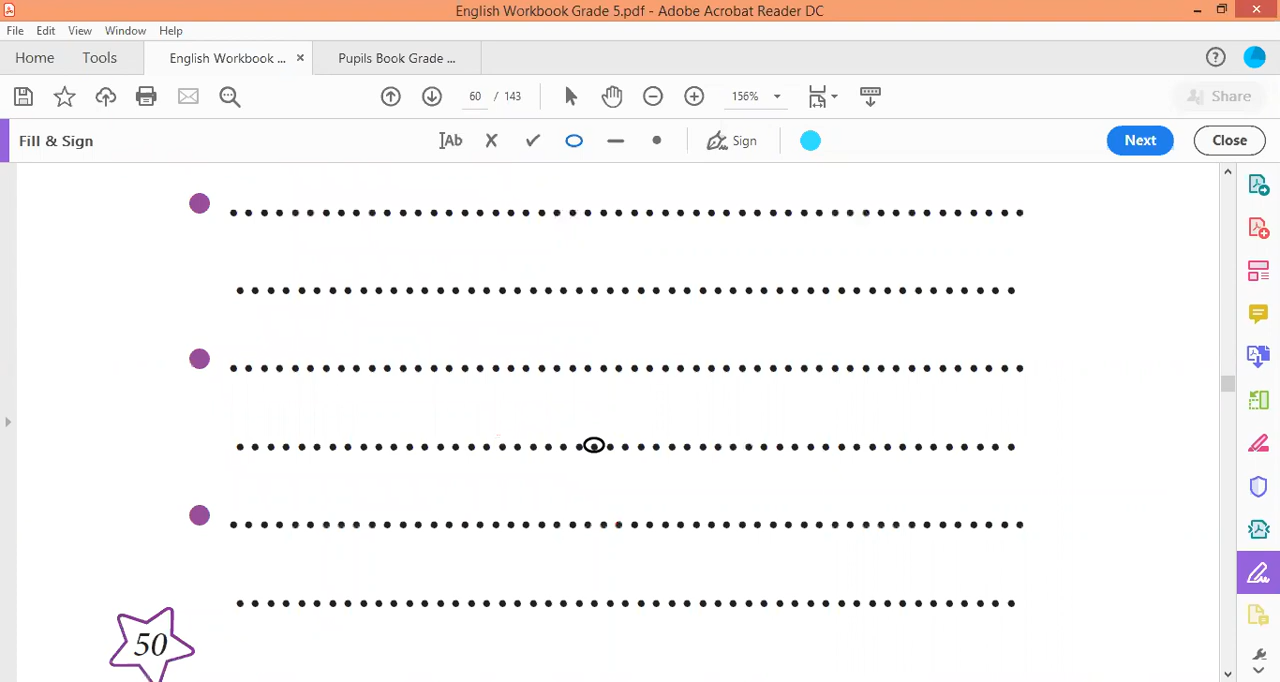 English Workbook Grade 5.pdf - Adobe Acrobat Reader DC
File Edit View Window Help
Home Tools English Workbook ... × Pupils Book Grade ...
60 / 143 156% Share
Fill & Sign Ab Sign Next Close
50